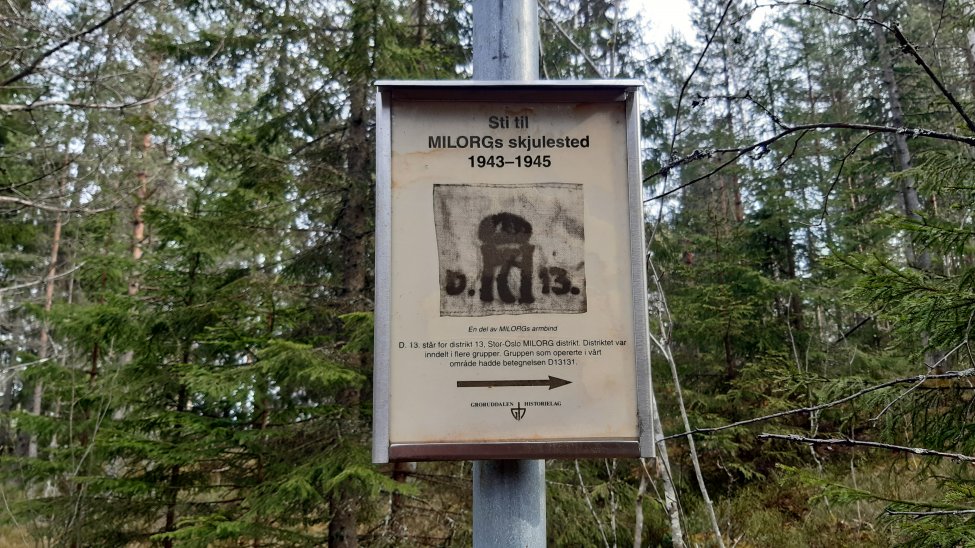 Sti til
MILORGs skjulested
1943–1945
D. 13.
En del av MILORGs armbind
D. 13. står for distrikt 13, Stor-Oslo MILORG distrikt. Distriktet var
inndelt i flere grupper. Gruppen som opererte i vårt
område hadde betegnelsen D13131.
GRORUDDALEN HISTORIELAG